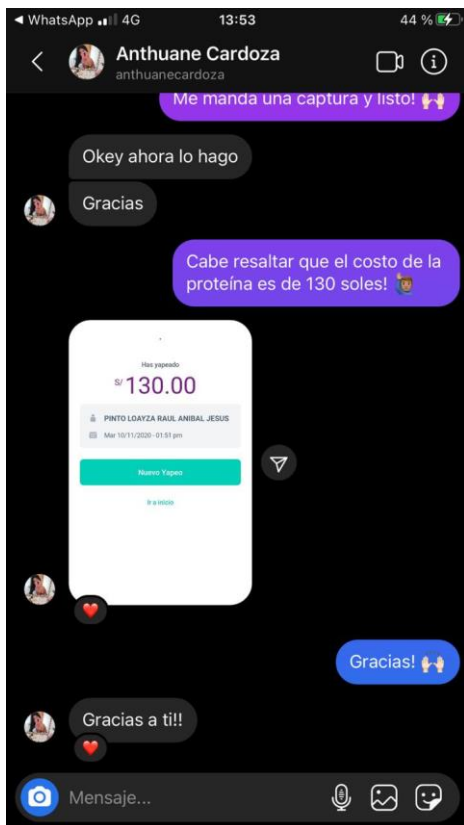 WhatsApp 4G 13:53 44 %
Anthuane Cardoza
anthuanecardoza
Me manda una captura y listo! 🙌🏻
Okey ahora lo hago
Gracias
Cabe resaltar que el costo de la
proteína es de 130 soles! 🙋🏽‍♂️
Has yapeado
S/ 130.00
PINTO LOAYZA RAUL ANIBAL JESUS
Mar 10/11/2020 - 01:51 pm
Nuevo Yapeo
Ir a inicio
Gracias! 🙌🏻
Gracias a ti!!
Mensaje...